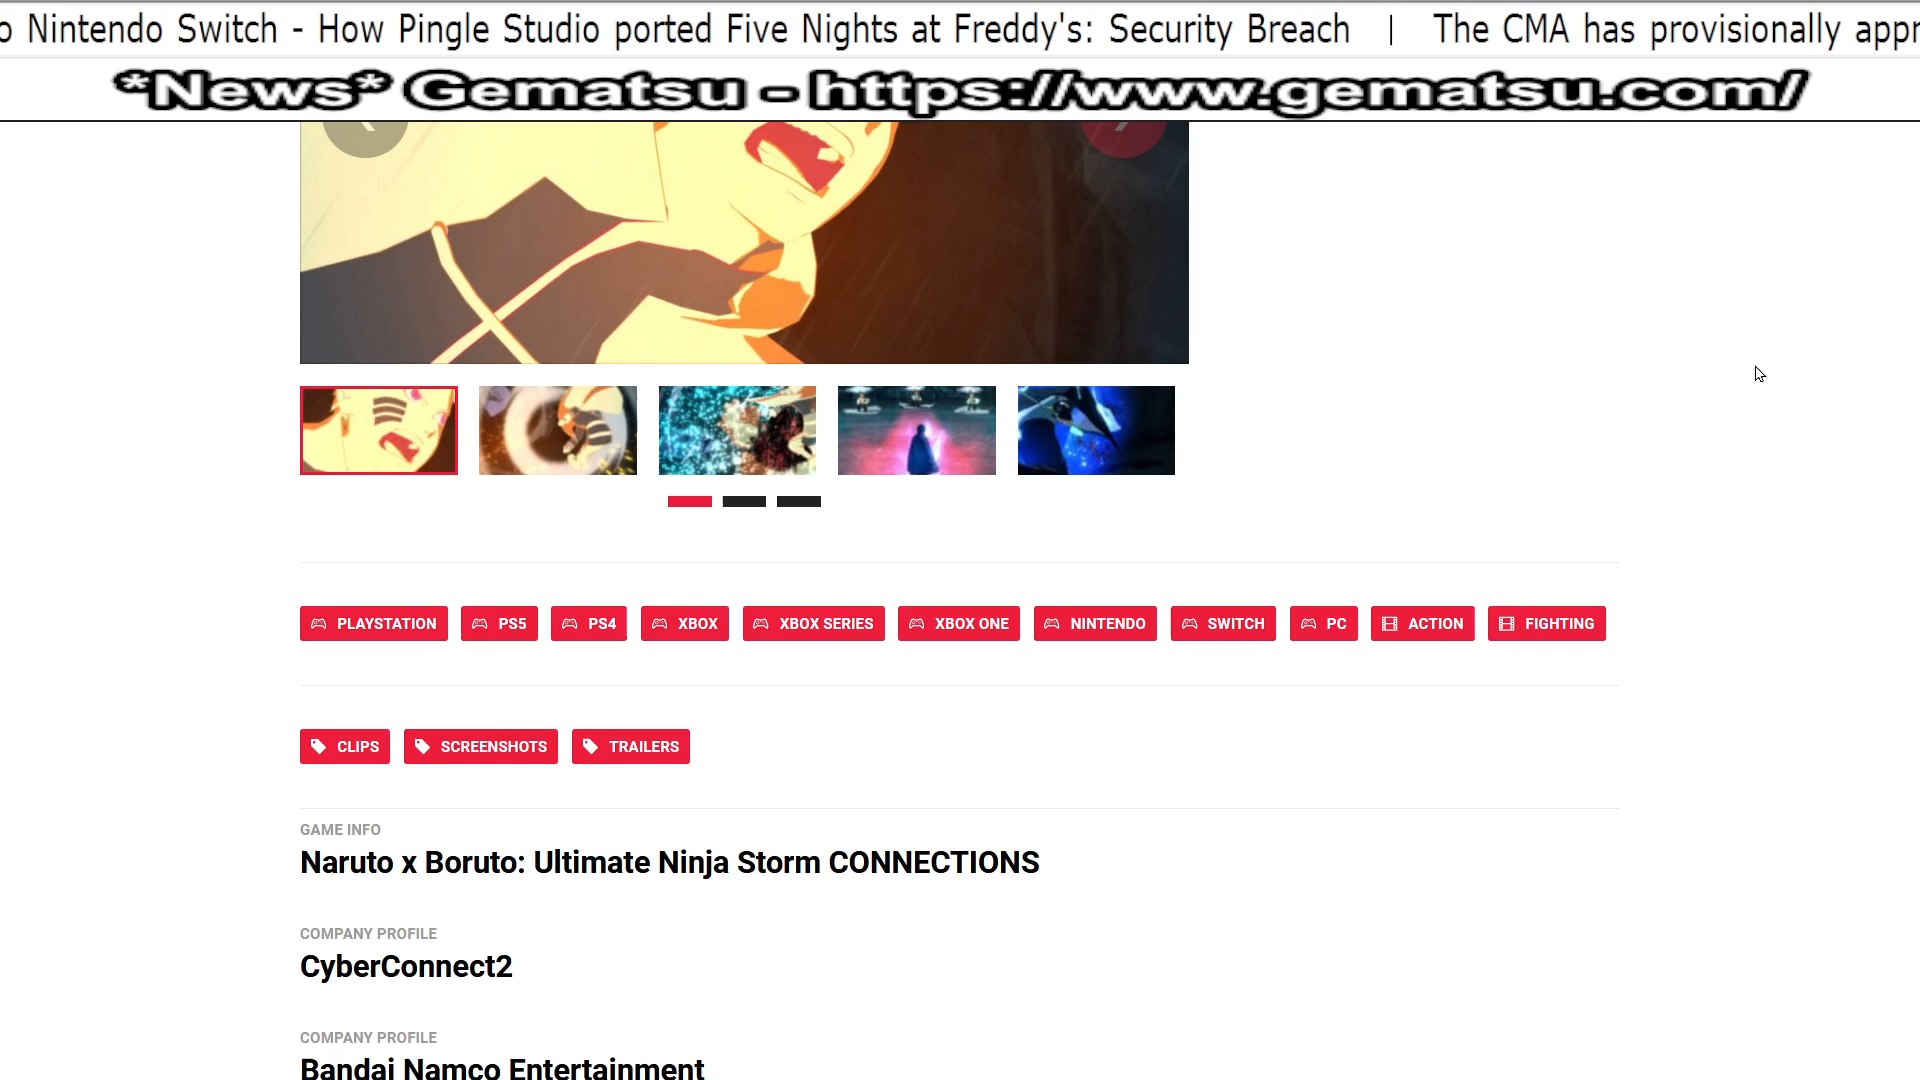 Nintendo Switch - How Pingle Studio ported Five Nights at Freddy's: Security Breach | The CMA has provisionally
*News* Gematsu - https://www.gematsu.com/
PLAYSTATION PS5 PS4 XBOX XBOX SERIES XBOX ONE NINTENDO SWITCH PC ACTION FIGHTING
CLIPS SCREENSHOTS TRAILERS
GAME INFO
Naruto x Boruto: Ultimate Ninja Storm CONNECTIONS
COMPANY PROFILE
CyberConnect2
COMPANY PROFILE
Bandai Namco Entertainment